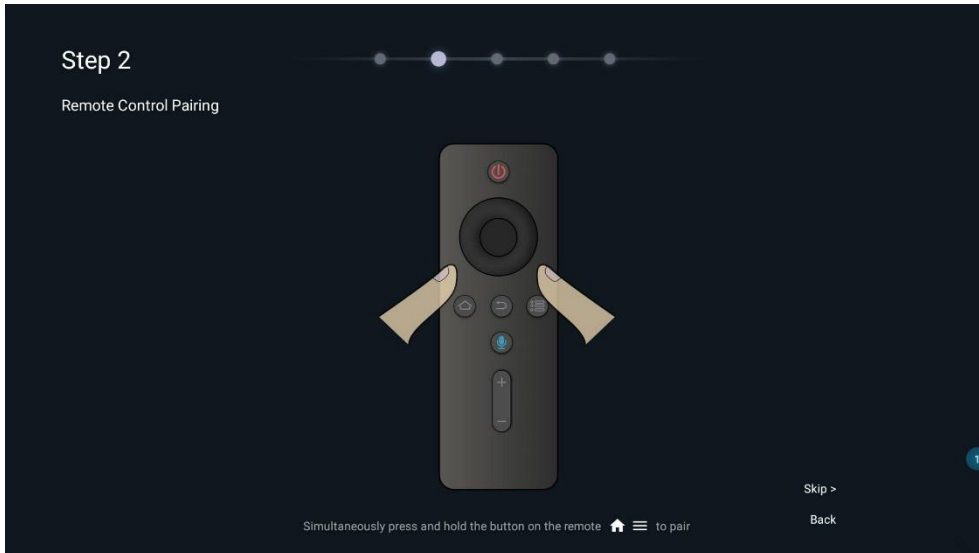 Step 2
Remote Control Pairing
+
−
Skip >
Simultaneously press and hold the button on the remote to pair
Back